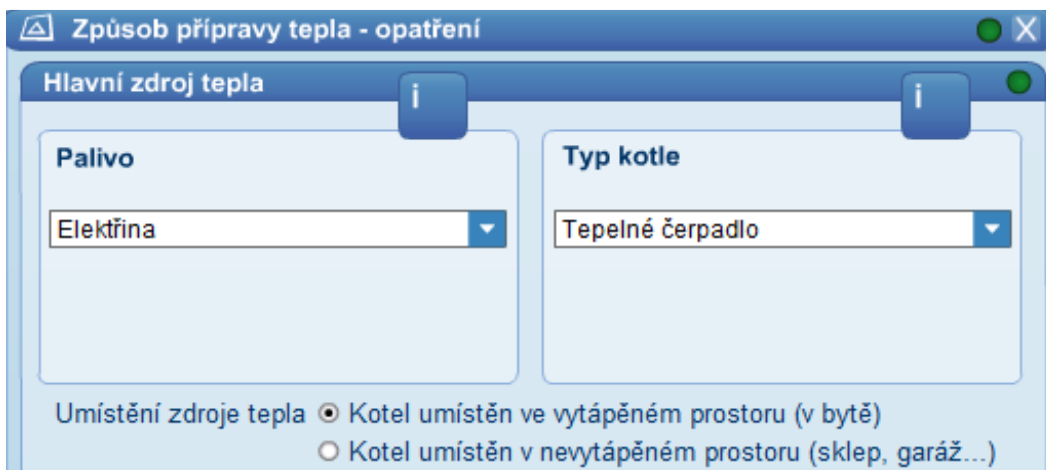 Způsob přípravy tepla - opatření
X
Hlavní zdroj tepla
i
i
Palivo
Typ kotle
Elektřina
Tepelné čerpadlo
Umístění zdroje tepla Kotel umístěn ve vytápěném prostoru (v bytě)
Kotel umístěn v nevytápěném prostoru (sklep, garáž...)